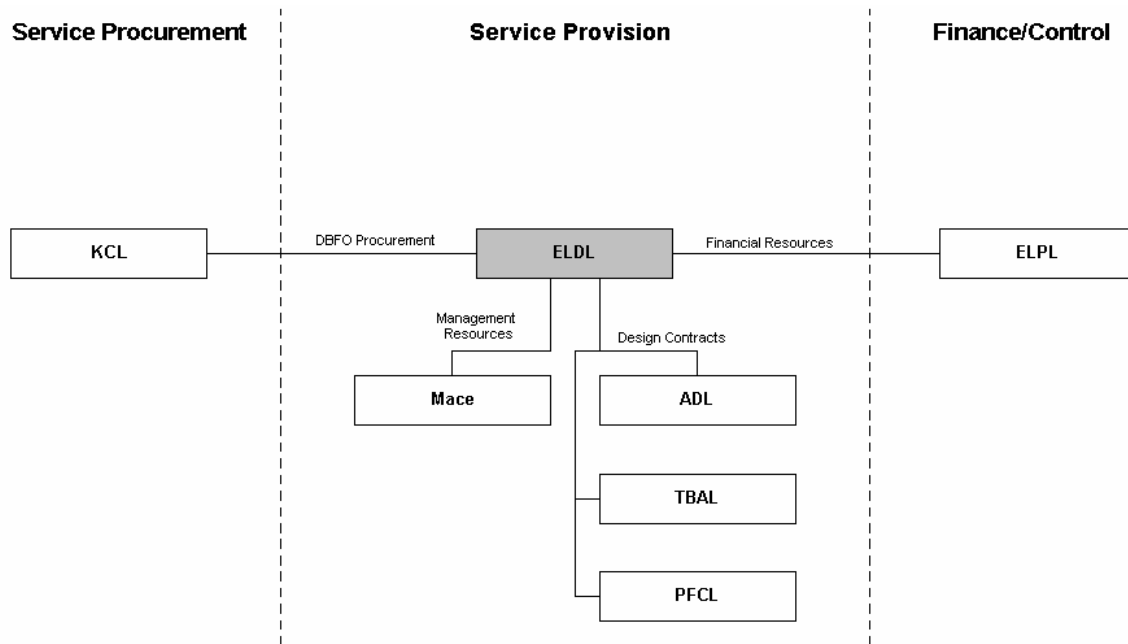 Service Procurement
Service Provision
Finance/Control
KCL
DBFO Procurement
ELDL
Financial Resources
ELPL
Management
Resources
Design Contracts
Mace
ADL
TBAL
PFCL